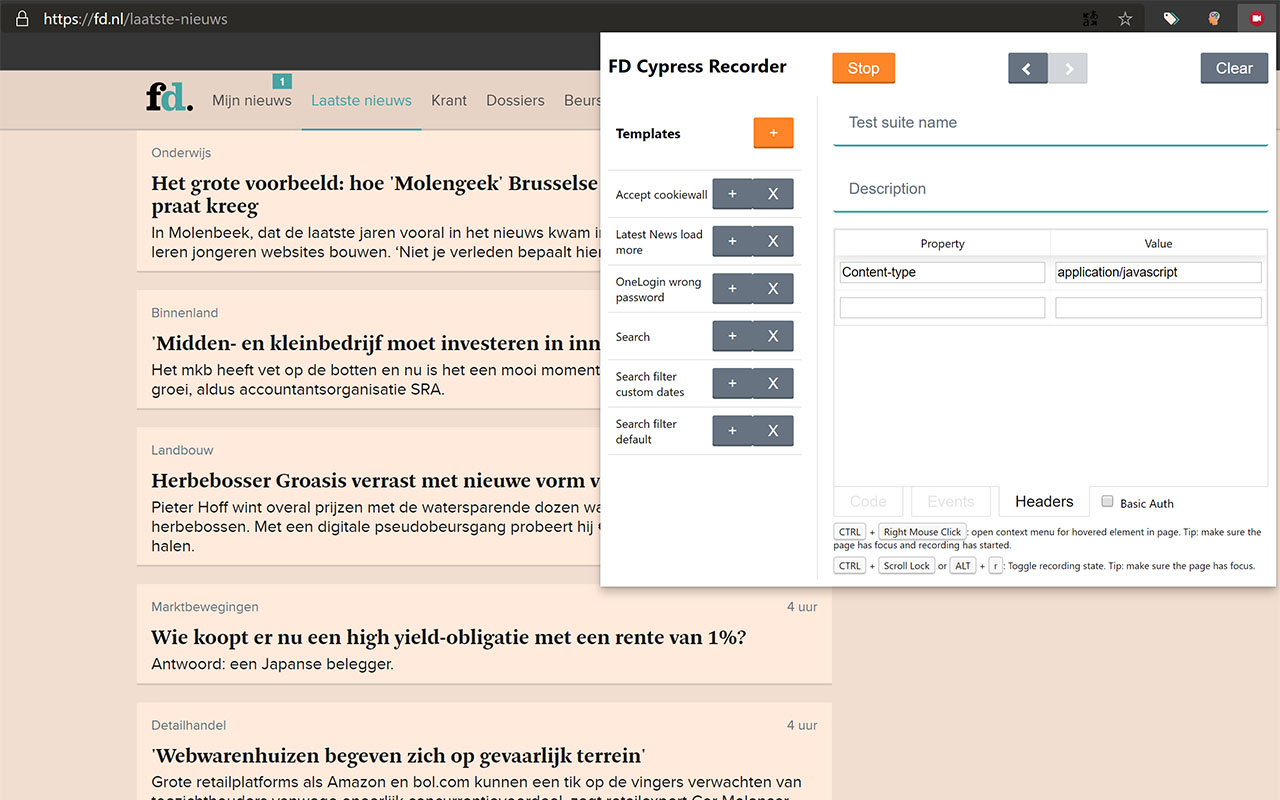 https://fd.nl/laatste-nieuws
fd.
Mijn nieuws
1
Laatste nieuws
Krant
Dossiers
Onderwijs
Het grote voorbeeld: hoe 'Molengeek' Brusselse
praat kreeg
In Molenbeek, dat de laatste jaren vooral in het nieuws kwam
leren jongeren websites bouwen. 'Niet je verleden bepaalt
Binnenland
'Midden- en kleinbedrijf moet investeren in
Het mkb heeft vet op de botten en nu is het een mooi moment
groei, aldus accountantsorganisatie SRA.
Landbouw
Herbebosser Groasis verrast met nieuwe vorm
Pieter Hoff wint overal prijzen met de watersparende dozen
herbebossen. Met een digitale pseudobeursgang probeert hij
halen.
Marktbewegingen
4 uur
Wie koopt er nu een high yield-obligatie met een rente van 1%?
Antwoord: een Japanse belegger.
Detailhandel
4 uur
'Webwarenhuizen begeven zich op gevaarlijk terrein'
Grote retailplatforms als Amazon en bol.com kunnen een tik op de vingers verwachten van
FD Cypress Recorder
Stop
Clear
Templates
+
Accept cookiewall
+ X
Latest News load
more
+ X
OneLogin wrong
password
+ X
Search
+ X
Search filter
custom dates
+ X
Search filter
default
+ X
Test suite name
Description
Property Value
Content-type application/javascript
Code Events Headers Basic Auth
CTRL + Right Mouse Click: open context menu for hovered element in page. Tip: make sure the
page has focus and recording has started.
CTRL + Scroll Lock or ALT + r: Toggle recording state. Tip: make sure the page has focus.